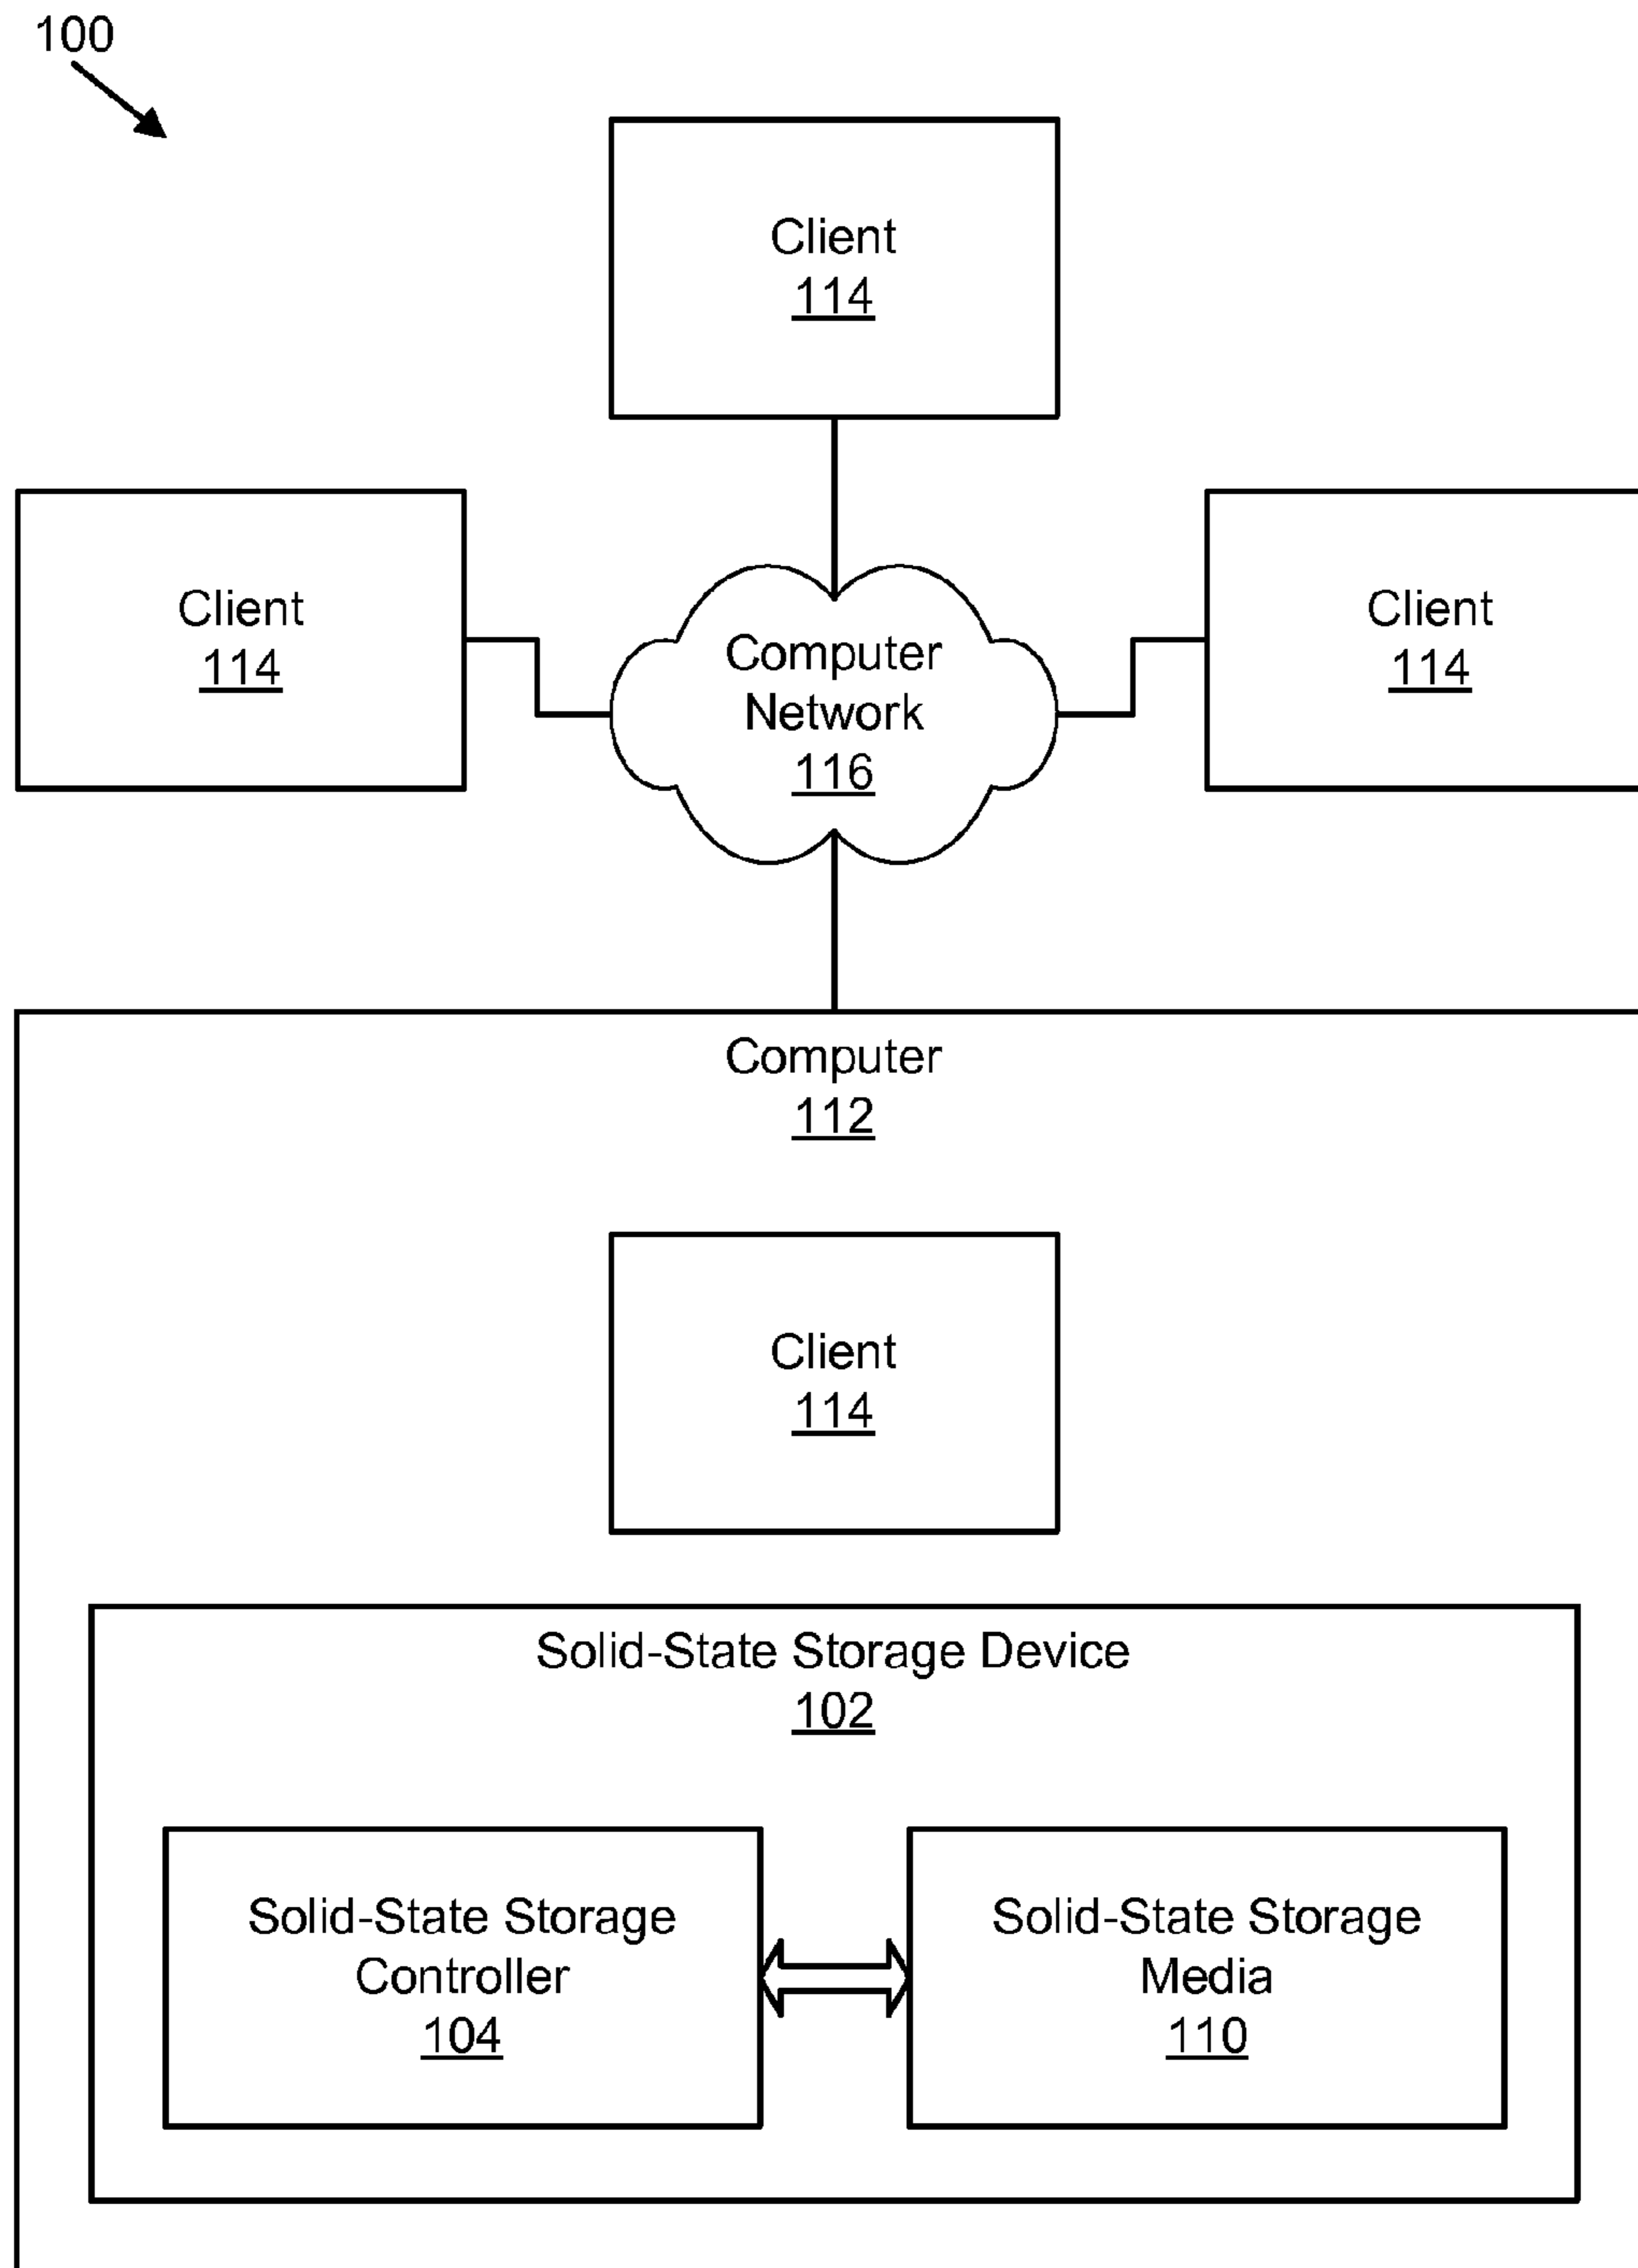 100
Client
114
Client
114
Client
114
Computer
Network
116
Computer
112
Client
114
Solid-State Storage Device
102
Solid-State Storage
Controller
104
Solid-State Storage
Media
110